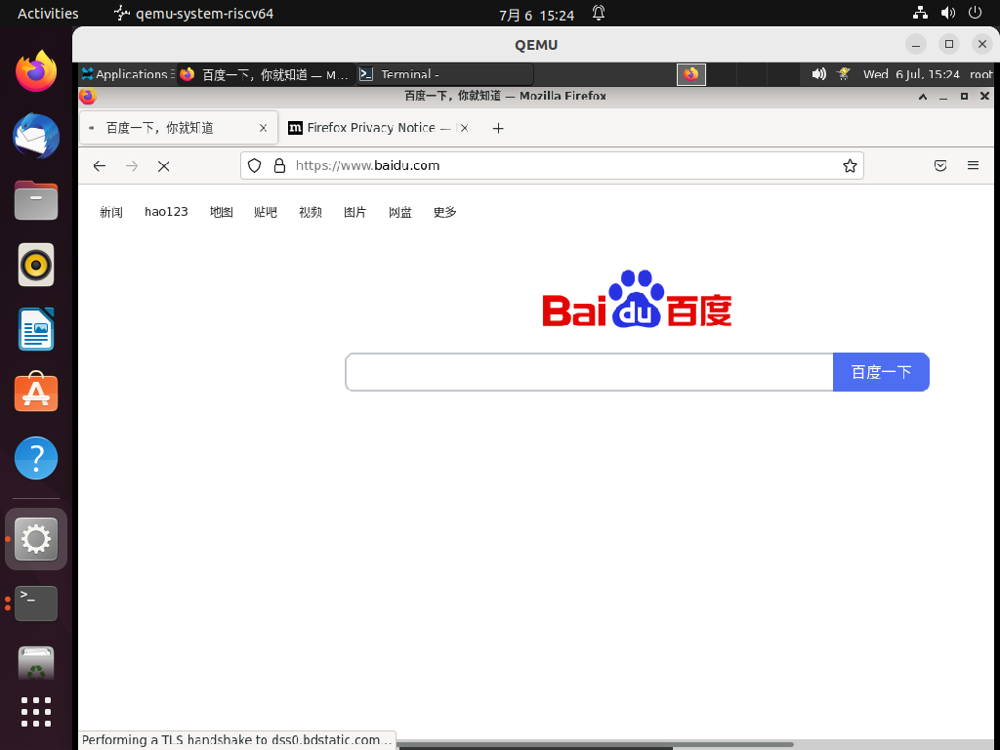 Activities qemu-system-riscv64 7月 6 15:24
QEMU
Applications 百度一下，你就知道 — M... Terminal - Wed 6 Jul, 15:24 root
百度一下，你就知道 — Mozilla Firefox
百度一下，你就知道 Firefox Privacy Notice —
https://www.baidu.com
新闻 hao123 地图 贴吧 视频 图片 网盘 更多
Bai du 百度
百度一下
Performing a TLS handshake to dss0.bdstatic.com...